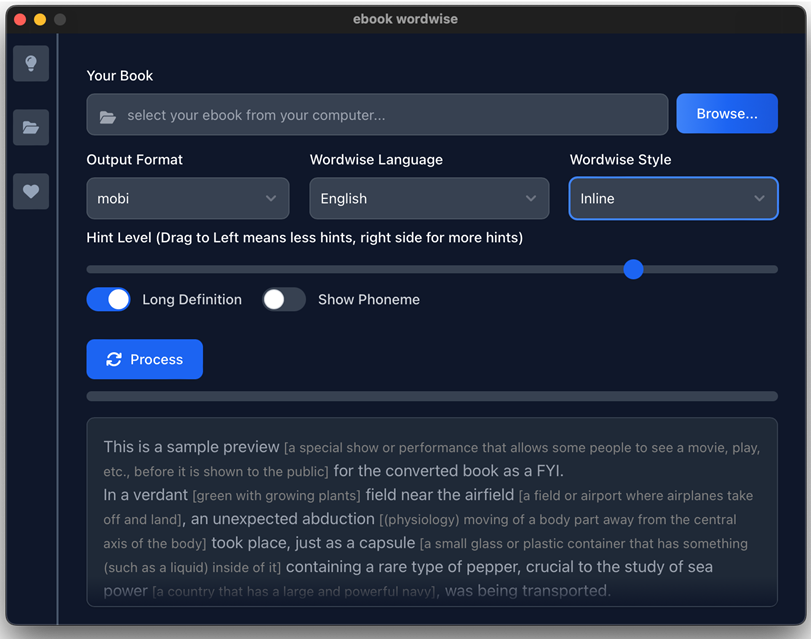 ebook wordwise
Your Book
select your ebook from your computer...
Browse...
Output Format
Wordwise Language
Wordwise Style
mobi
English
Inline
Hint Level (Drag to Left means less hints, right side for more hints)
Long Definition
Show Phoneme
Process
This is a sample preview [a special show or performance that allows some people to see a movie, play,
etc., before it is shown to the public] for the converted book as a FYI.
In a verdant [green with growing plants] field near the airfield [a field or airport where airplanes take
off and land], an unexpected abduction [(physiology) moving of a body part away from the central
axis of the body] took place, just as a capsule [a small glass or plastic container that has something
(such as a liquid) inside of it] containing a rare type of pepper, crucial to the study of sea
power [a country that has a large and powerful navy], was being transported.